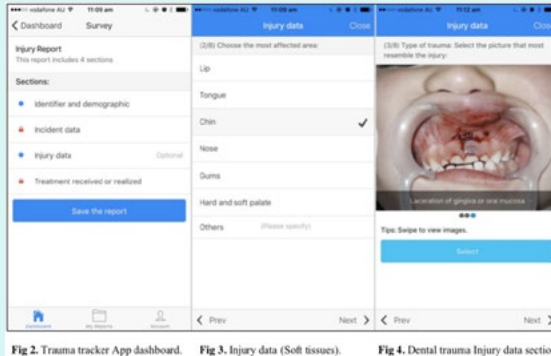 vodafone AU 11:09 am
Dashboard Survey
Injury Report
This report includes 4 sections
Sections:
Identifier and demographic
Incident data
Injury data Optional
Treatment received or realized
Save the report
Dashboard My Reports Account
Fig 2. Trauma tracker App dashboard.
vodafone AU 11:09 am
Injury data Close
(2/8) Choose the most affected area:
Lip
Tongue
Chin
Nose
Gums
Hard and soft palate
Others (Please specify)
Prev Next
Fig 3. Injury data (Soft tissues).
vodafone AU 11:12 am
Injury data Clos
(3/8) Type of trauma: Select the picture that most
resemble the injury:
Laceration of gingiva or oral mucosa
Tips: Swipe to view images.
Select
Prev Next
Fig 4. Dental trauma Injury data sectio